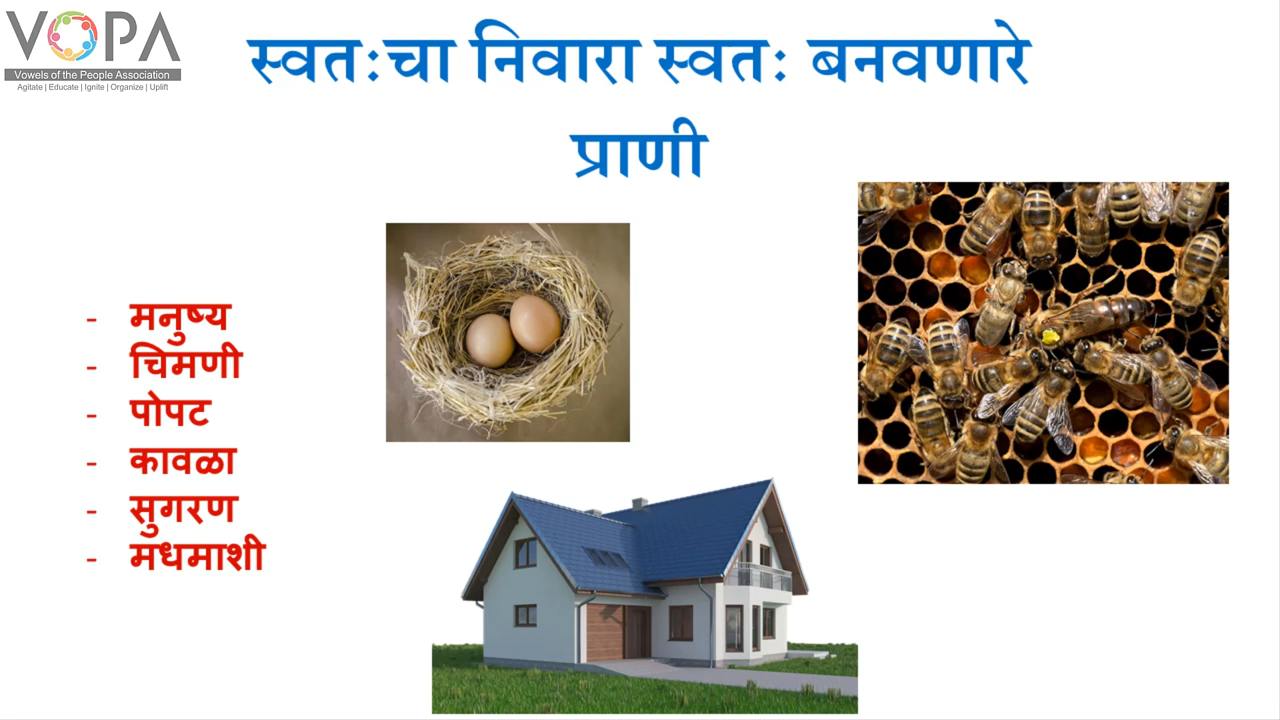 VOPA
Vowels of the People Association
Agitate | Educate | Ignite | Organize | Uplift
स्वतःचा निवारा स्वतः बनवणारे
प्राणी
- मनुष्य
- चिमणी
- पोपट
- कावळा
- सुगरण
- मधमाशी